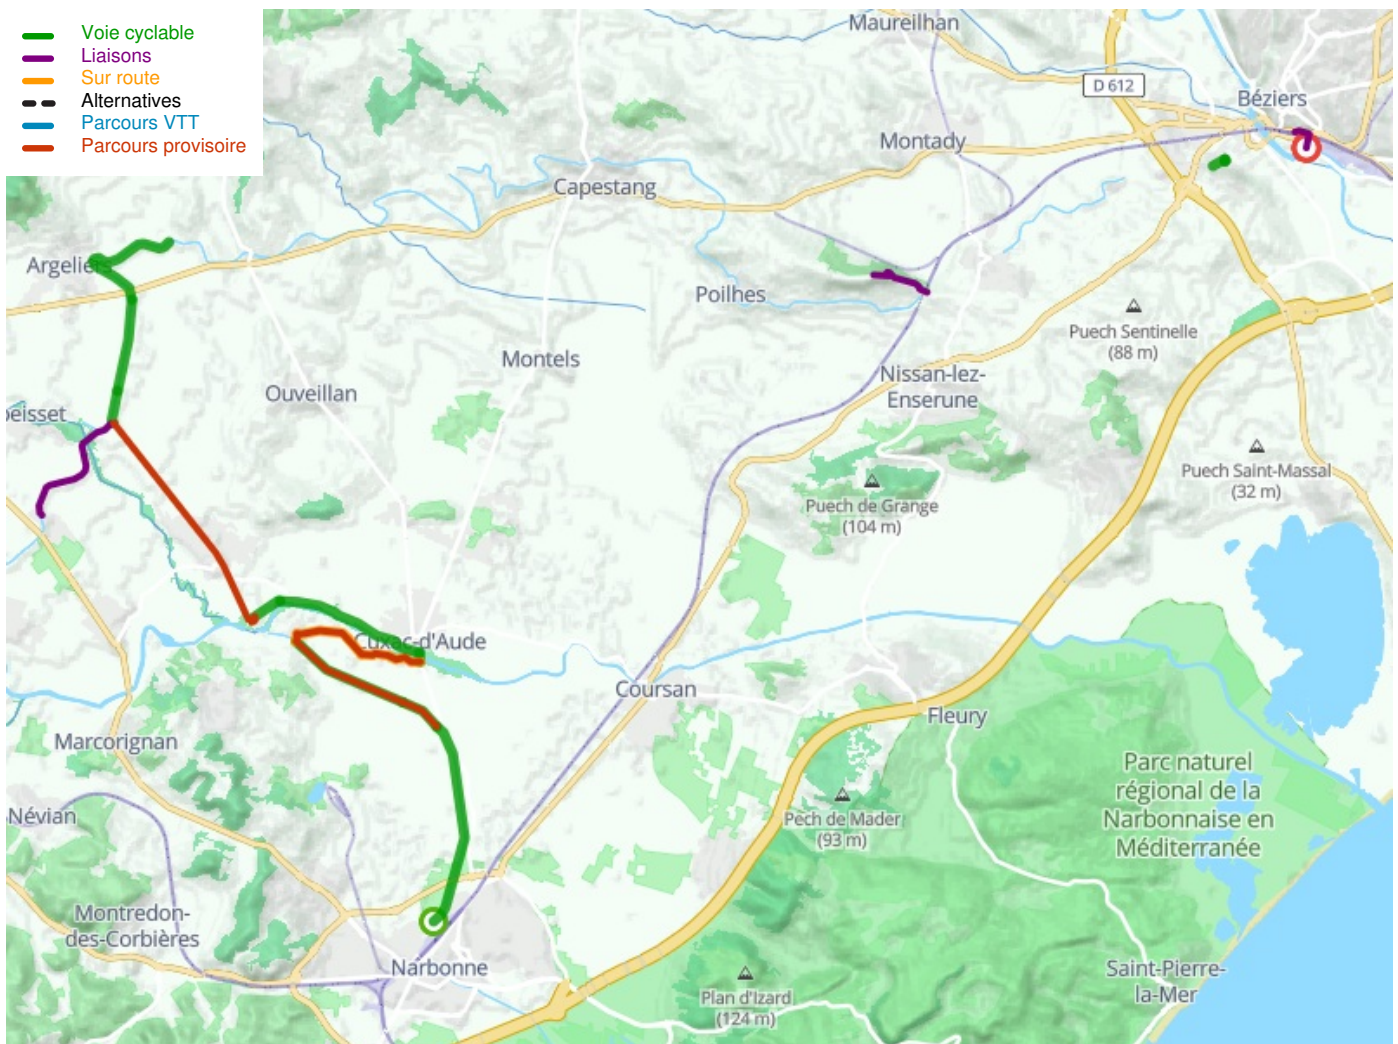 Voie cyclable
Liaisons
Sur route
Alternatives
Parcours VTT
Parcours provisoire
Maureilhan
D 612
Béziers
Montady
Capestang
Argeliers
Poilhes
Puech Sentinelle
(88 m)
Montels
Ouveillan
Nissan-lez-
Enserune
peisset
Puech Saint-Massal
(32 m)
Puech de Grange
(104 m)
Cuxac-d'Aude
Coursan
Fleury
Marcorignan
Parc naturel
régional de la
Narbonnaise en
Méditerranée
Névian
Pech de Mader
(93 m)
Montredon-
des-Corbières
Narbonne
Plan d'Izard
(124 m)
Saint-Pierre-
la-Mer